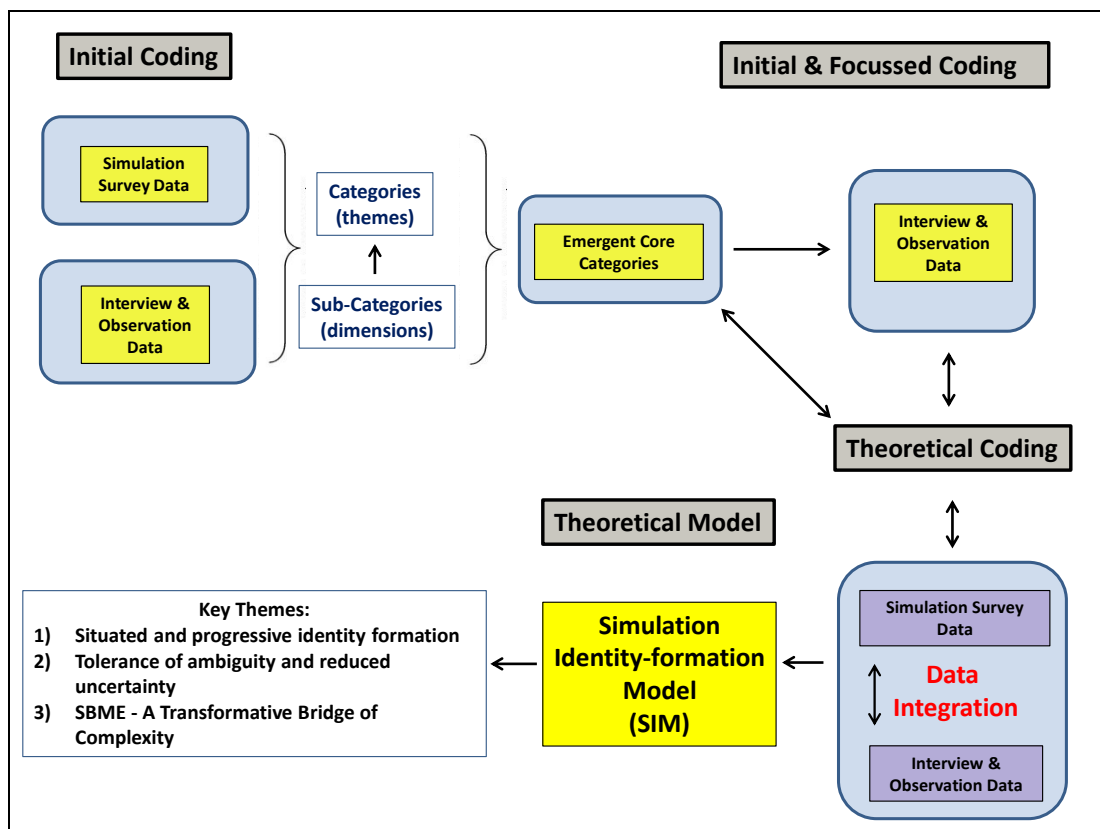 Initial Coding
Initial & Focussed Coding
Simulation
Survey Data
Interview &
Observation
Data
Categories
(themes)
Sub-Categories
(dimensions)
Emergent Core
Categories
Interview &
Observation
Data
Theoretical Coding
Theoretical Model
Key Themes:
1) Situated and progressive identity formation
2) Tolerance of ambiguity and reduced
uncertainty
3) SBME - A Transformative Bridge of
Complexity
Simulation
Identity-formation
Model
(SIM)
Simulation Survey
Data
Data
Integration
Interview &
Observation Data